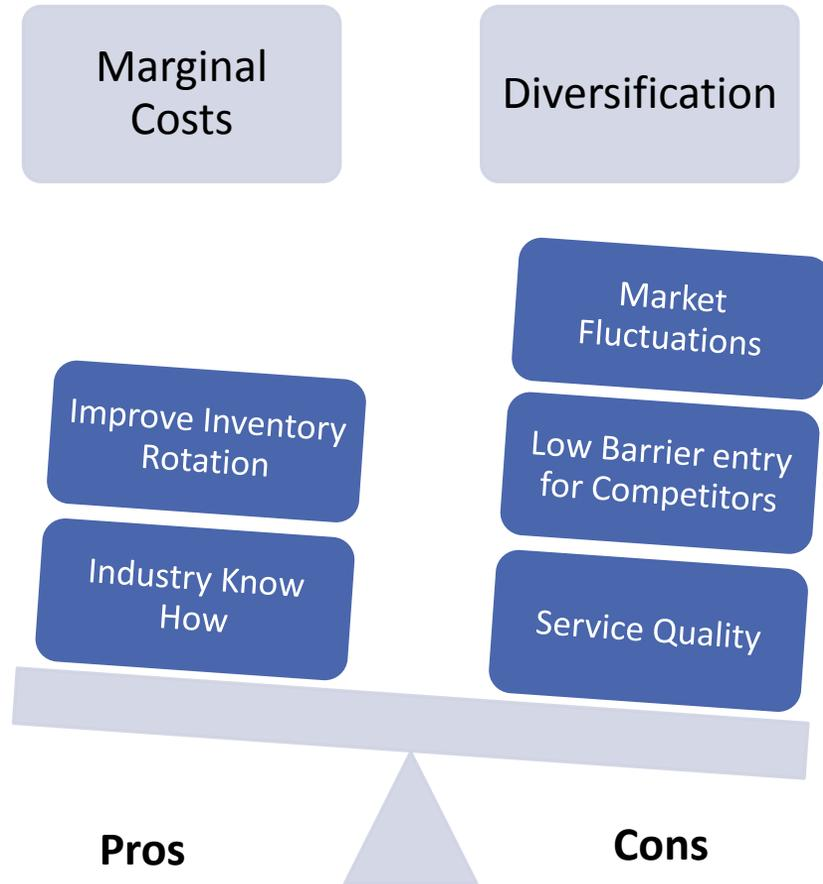 Marginal
Costs
Diversification
Market
Fluctuations
Improve Inventory
Rotation
Low Barrier entry
for Competitors
Industry Know
How
Service Quality
Pros
Cons